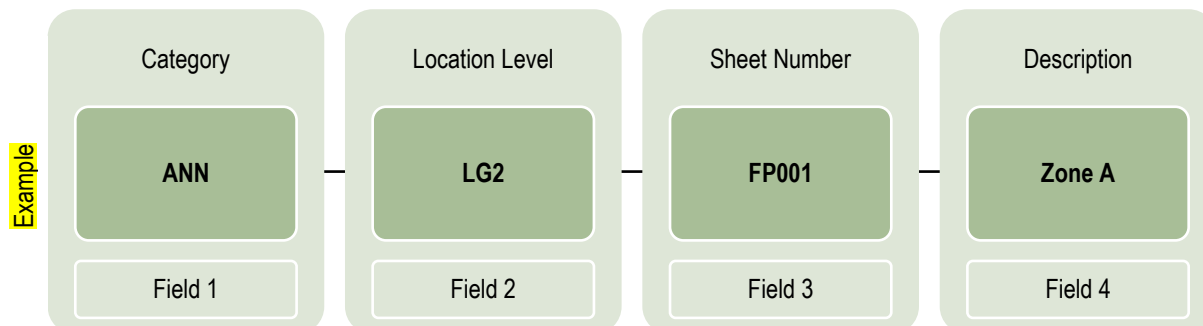 Category
Location Level
Sheet Number
Description
Example
ANN
LG2
FP001
Zone A
Field 1
Field 2
Field 3
Field 4